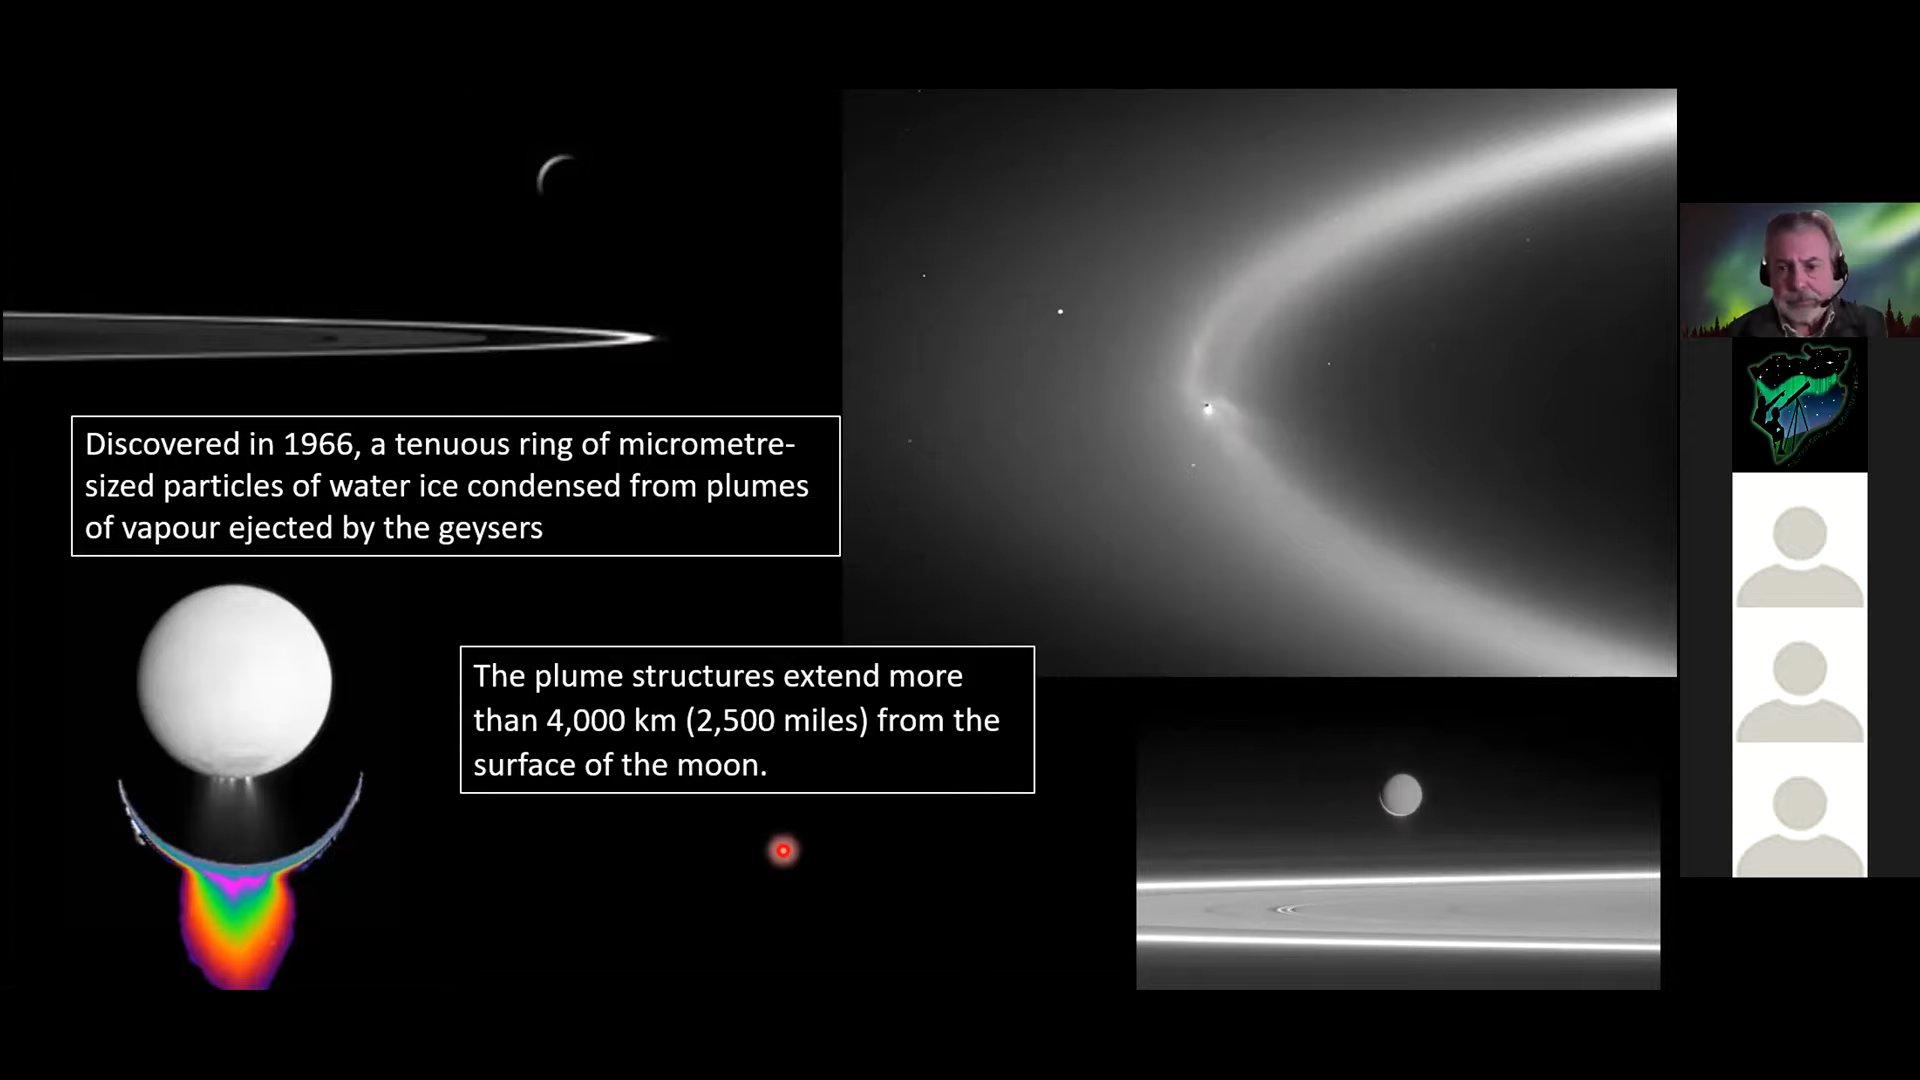 Discovered in 1966, a tenuous ring of micrometre-
sized particles of water ice condensed from plumes
of vapour ejected by the geysers
The plume structures extend more
than 4,000 km (2,500 miles) from the
surface of the moon.